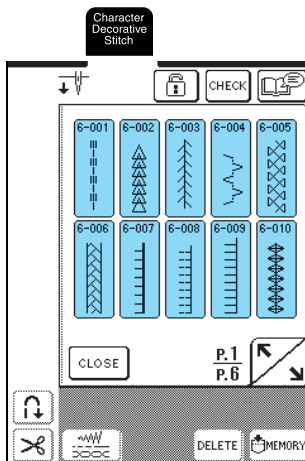 Character
Decorative
Stitch
CHECK
6-001 6-002 6-003 6-004 6-005
6-006 6-007 6-008 6-009 6-010
CLOSE
P.1
P.6
DELETE MEMORY